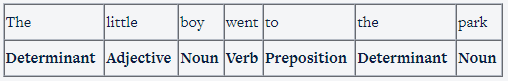 The little boy went to the park
Determinant Adjective Noun Verb Preposition Determinant Noun